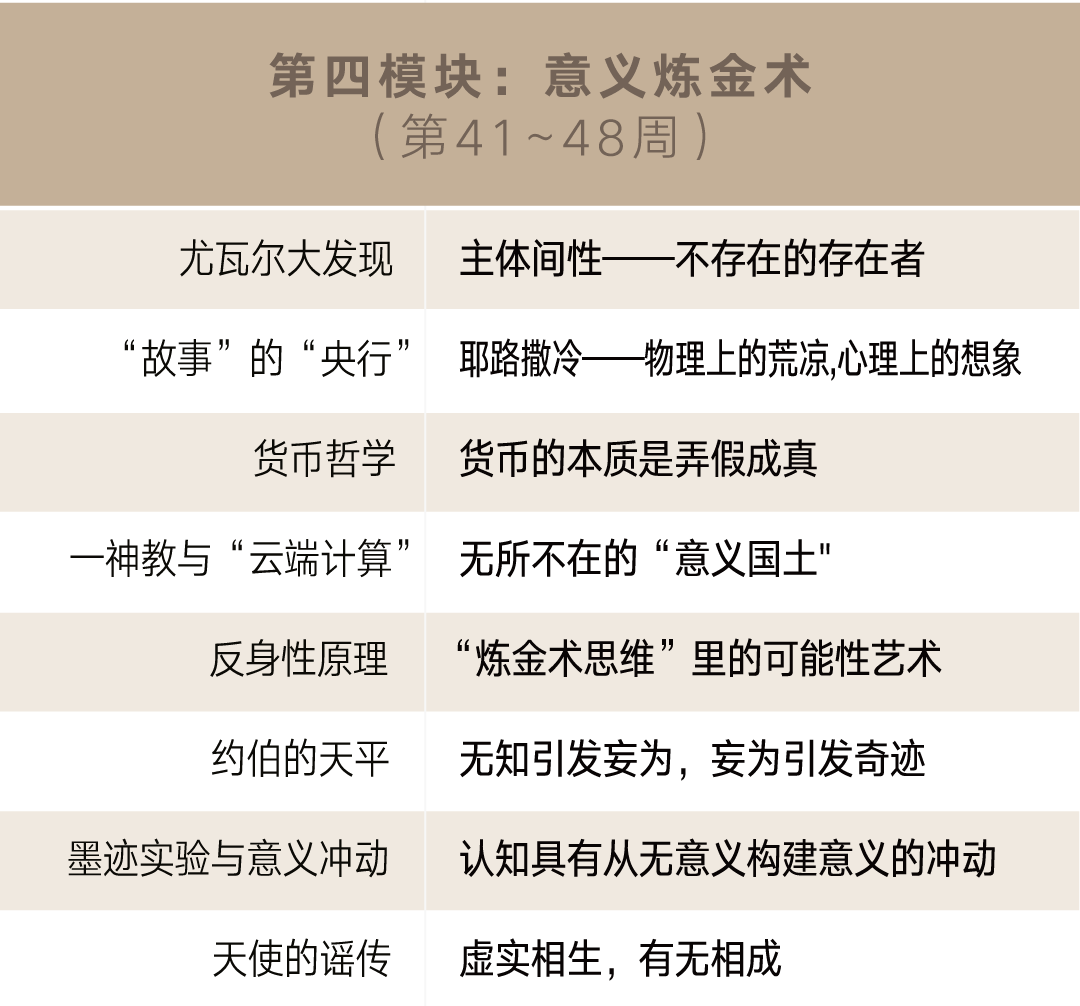 第四模块：意义炼金术
（第41~48周）
尤瓦尔大发现 主体间性——不存在的存在者
“故事”的“央行” 耶路撒冷——物理上的荒凉,心理上的想象
货币哲学 货币的本质是弄假成真
一神教与“云端计算” 无所不在的“意义国土"
反身性原理 “炼金术思维”里的可能性艺术
约伯的天平 无知引发妄为，妄为引发奇迹
墨迹实验与意义冲动 认知具有从无意义构建意义的冲动
天使的谣传 虚实相生，有无相成